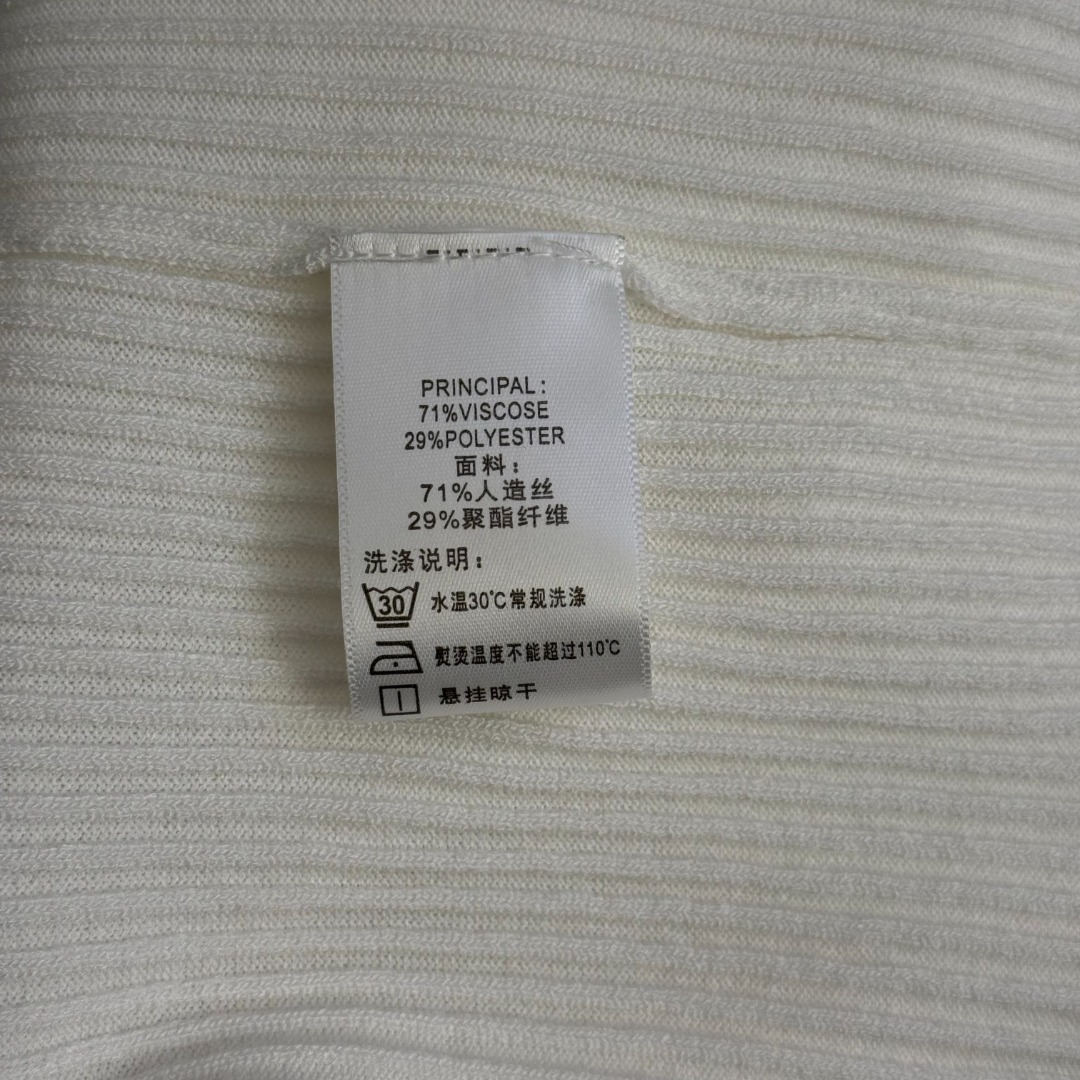 PRINCIPAL:
71%VISCOSE
29%POLYESTER
面料:
71%人造丝
29%聚酯纤维
洗涤说明:
30 水温30℃常规洗涤
熨烫温度不能超过110℃
悬挂晾干